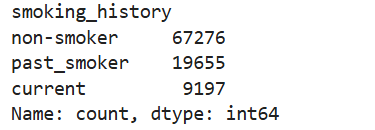 smoking_history
non-smoker     67276
past_smoker    19655
current         9197
Name: count, dtype: int64